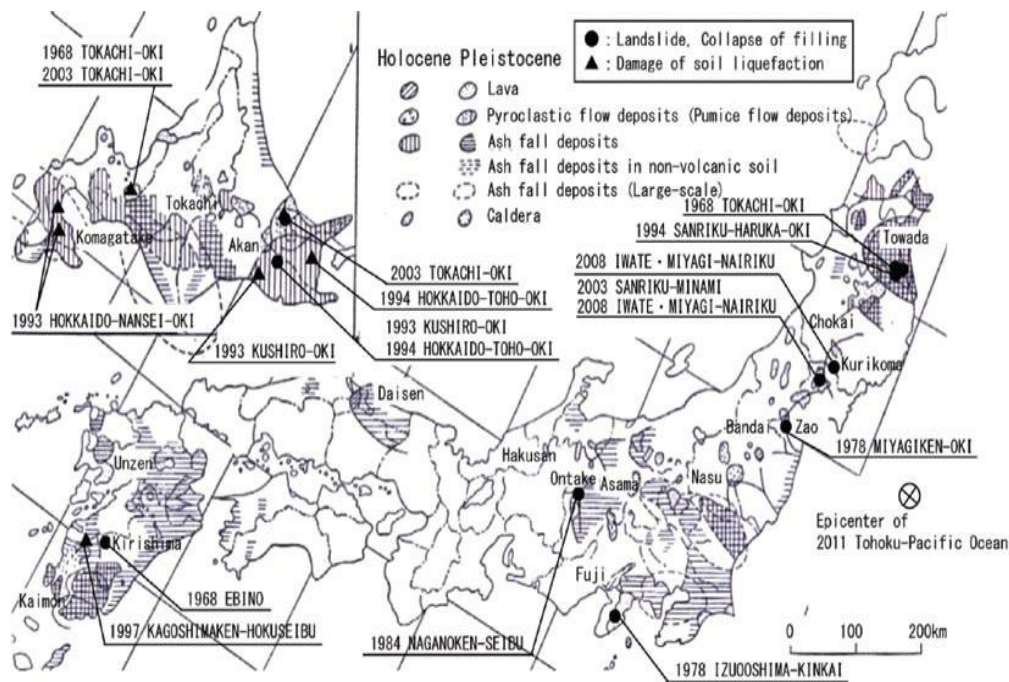 1968 TOKACHI-OKI
2003 TOKACHI-OKI
● : Landslide, Collapse of filling
▲ : Damage of soil liquefaction
Holocene Pleistocene
Lava
Pyroclastic flow deposits (Pumice flow deposits)
Ash fall deposits
Ash fall deposits in non-volcanic soil
Ash fall deposits (Large-scale)
Caldera
Tokachi
Komagatake
Akan
2003 TOKACHI-OKI
1994 HOKKAIDO-TOHO-OKI
1993 HOKKAIDO-NANSEI-OKI
1993 KUSHIRO-OKI
1993 KUSHIRO-OKI
1994 HOKKAIDO-TOHO-OKI
1968 TOKACHI-OKI
1994 SANRIKU-HARUKA-OKI
Towada
2008 IWATE・MIYAGI-NAIRIKU
2003 SANRIKU-MINAMI
2008 IWATE・MIYAGI-NAIRIKU
Chokai
Kurikoma
Daisen
Bandai
Zao
1978 MIYAGIKEN-OKI
Hakusan
Ontake
Asama
Nasu
Unzen
Epicenter of
2011 Tohoku-Pacific Ocean
Kirishima
Fuji
Kaimon
1968 EBINO
1997 KAGOSHIMAKEN-HOKUSEIBU
1984 NAGANOKEN-SEIBU
0 100 200km
1978 IZUOOSHIMA-KINKAI